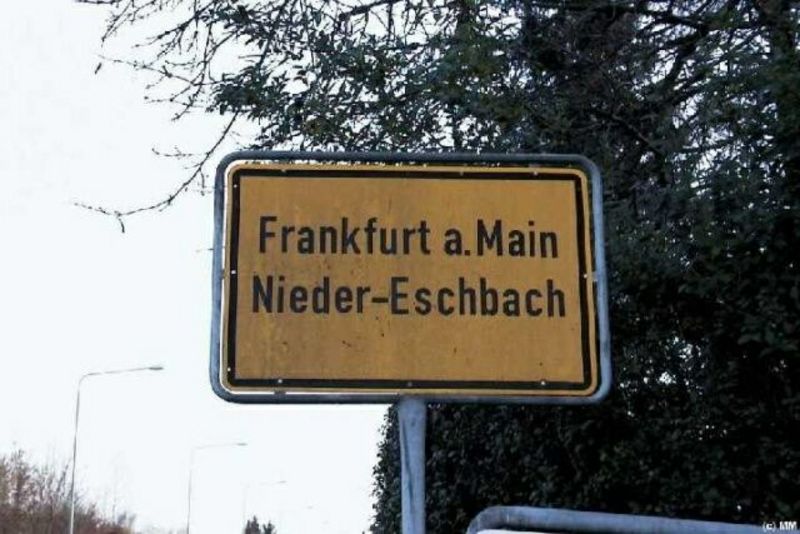 Frankfurt a. Main
Nieder-Eschbach
(c) MM